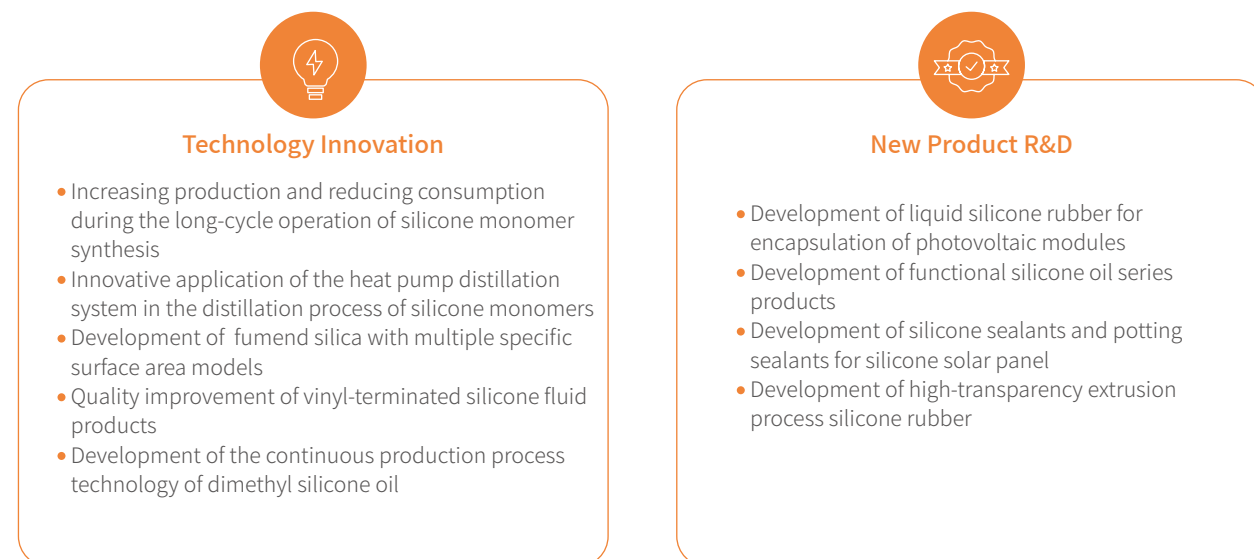 Technology Innovation
• Increasing production and reducing consumption
during the long-cycle operation of silicone monomer
synthesis
• Innovative application of the heat pump distillation
system in the distillation process of silicone monomers
• Development of fumend silica with multiple specific
surface area models
• Quality improvement of vinyl-terminated silicone fluid
products
• Development of the continuous production process
technology of dimethyl silicone oil
New Product R&D
• Development of liquid silicone rubber for
encapsulation of photovoltaic modules
• Development of functional silicone oil series
products
• Development of silicone sealants and potting
sealants for silicone solar panel
• Development of high-transparency extrusion
process silicone rubber